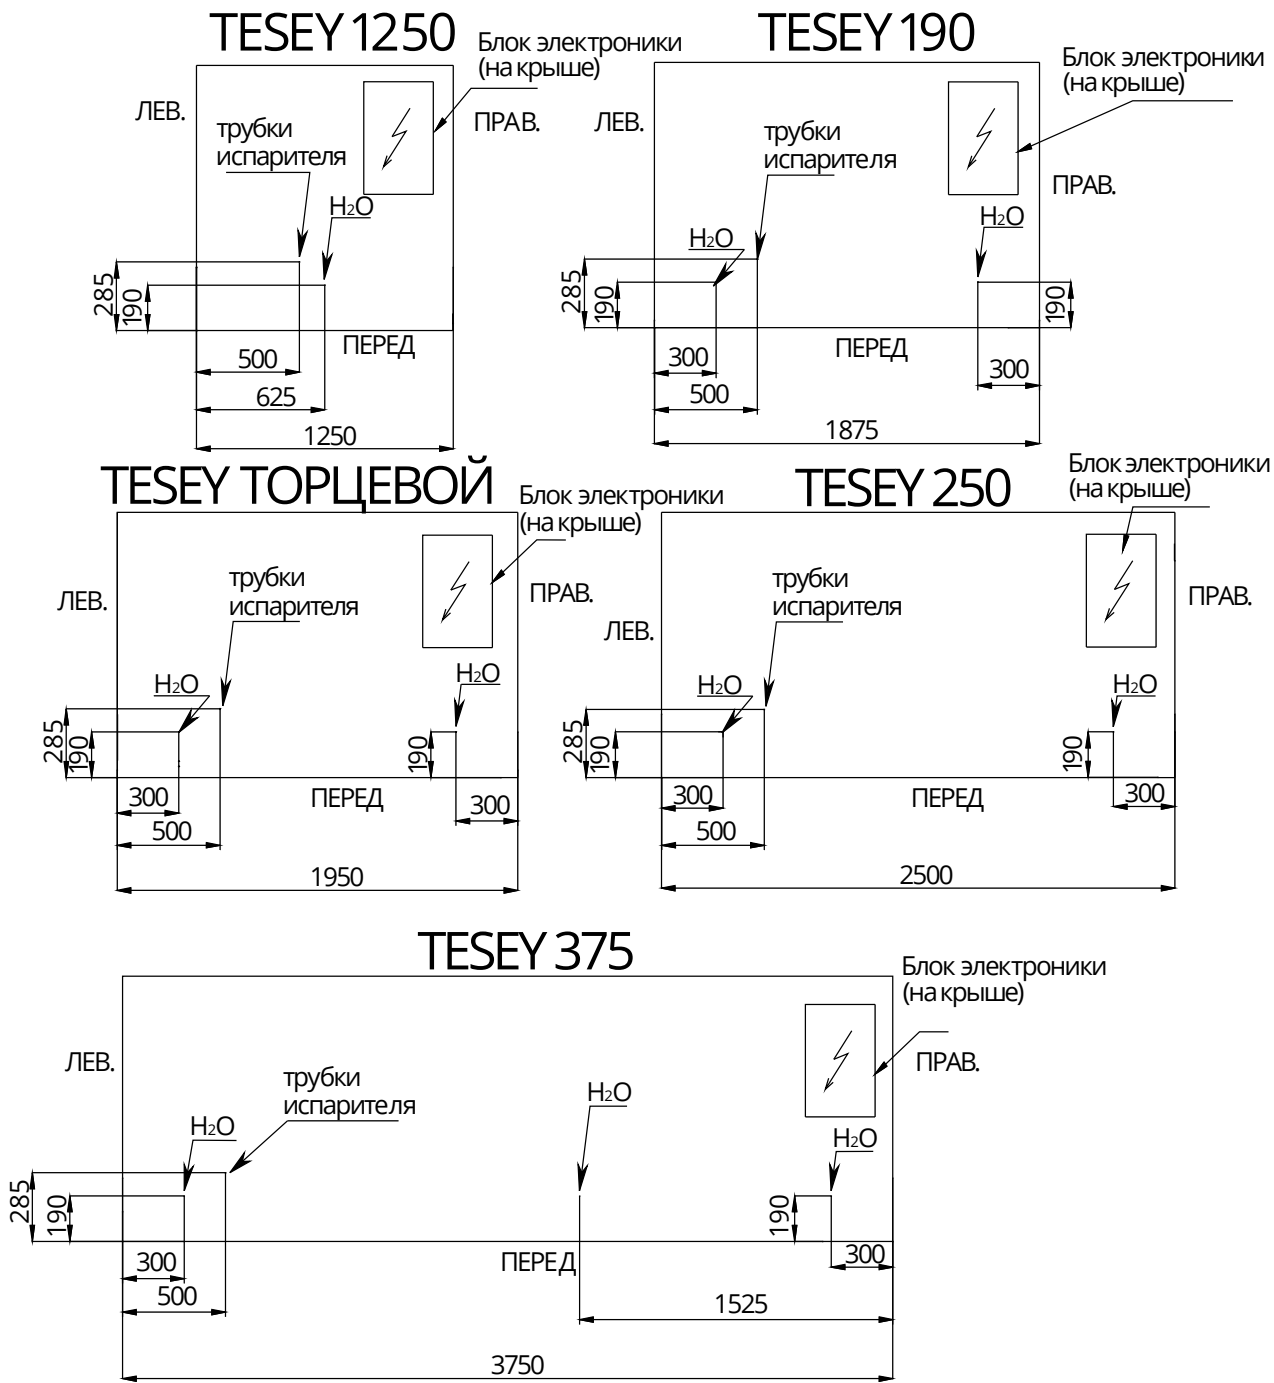 TESEY 1250
Блок электроники
(на крыше)
ЛЕВ.
ПРАВ.
трубки
испарителя
H₂O
285
190
ПЕРЕД
500
625
1250
TESEY 190
Блок электроники
(на крыше)
ЛЕВ.
трубки
испарителя
ПРАВ.
H₂O
H₂O
285
190
190
ПЕРЕД
300
300
500
1875
TESEY ТОРЦЕВОЙ
Блок электроники
(на крыше)
ЛЕВ.
трубки
испарителя
ПРАВ.
H₂O
H₂O
285
190
190
300
ПЕРЕД
300
500
1950
TESEY 250
Блок электроники
(на крыше)
трубки
испарителя
ПРАВ.
ЛЕВ.
H₂O
H₂O
285
190
190
300
ПЕРЕД
300
500
2500
TESEY 375
Блок электроники
(на крыше)
ЛЕВ.
ПРАВ.
трубки
испарителя
H₂O
H₂O
H₂O
285
190
190
300
ПЕРЕД
300
500
1525
3750